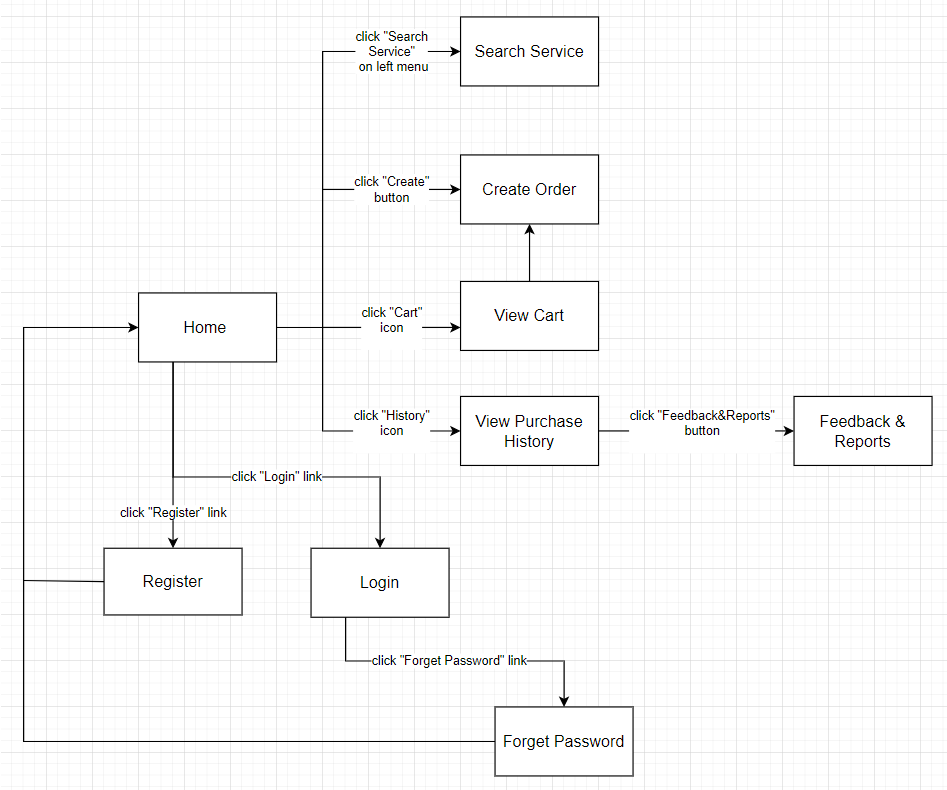 click "Search
Service"
on left menu
Search Service
click "Create"
button
Create Order
click "Cart"
icon
View Cart
Home
click "History"
icon
View Purchase
History
click "Feedback&Reports"
button
Feedback &
Reports
click "Login" link
click "Register" link
Register
Login
click "Forget Password" link
Forget Password